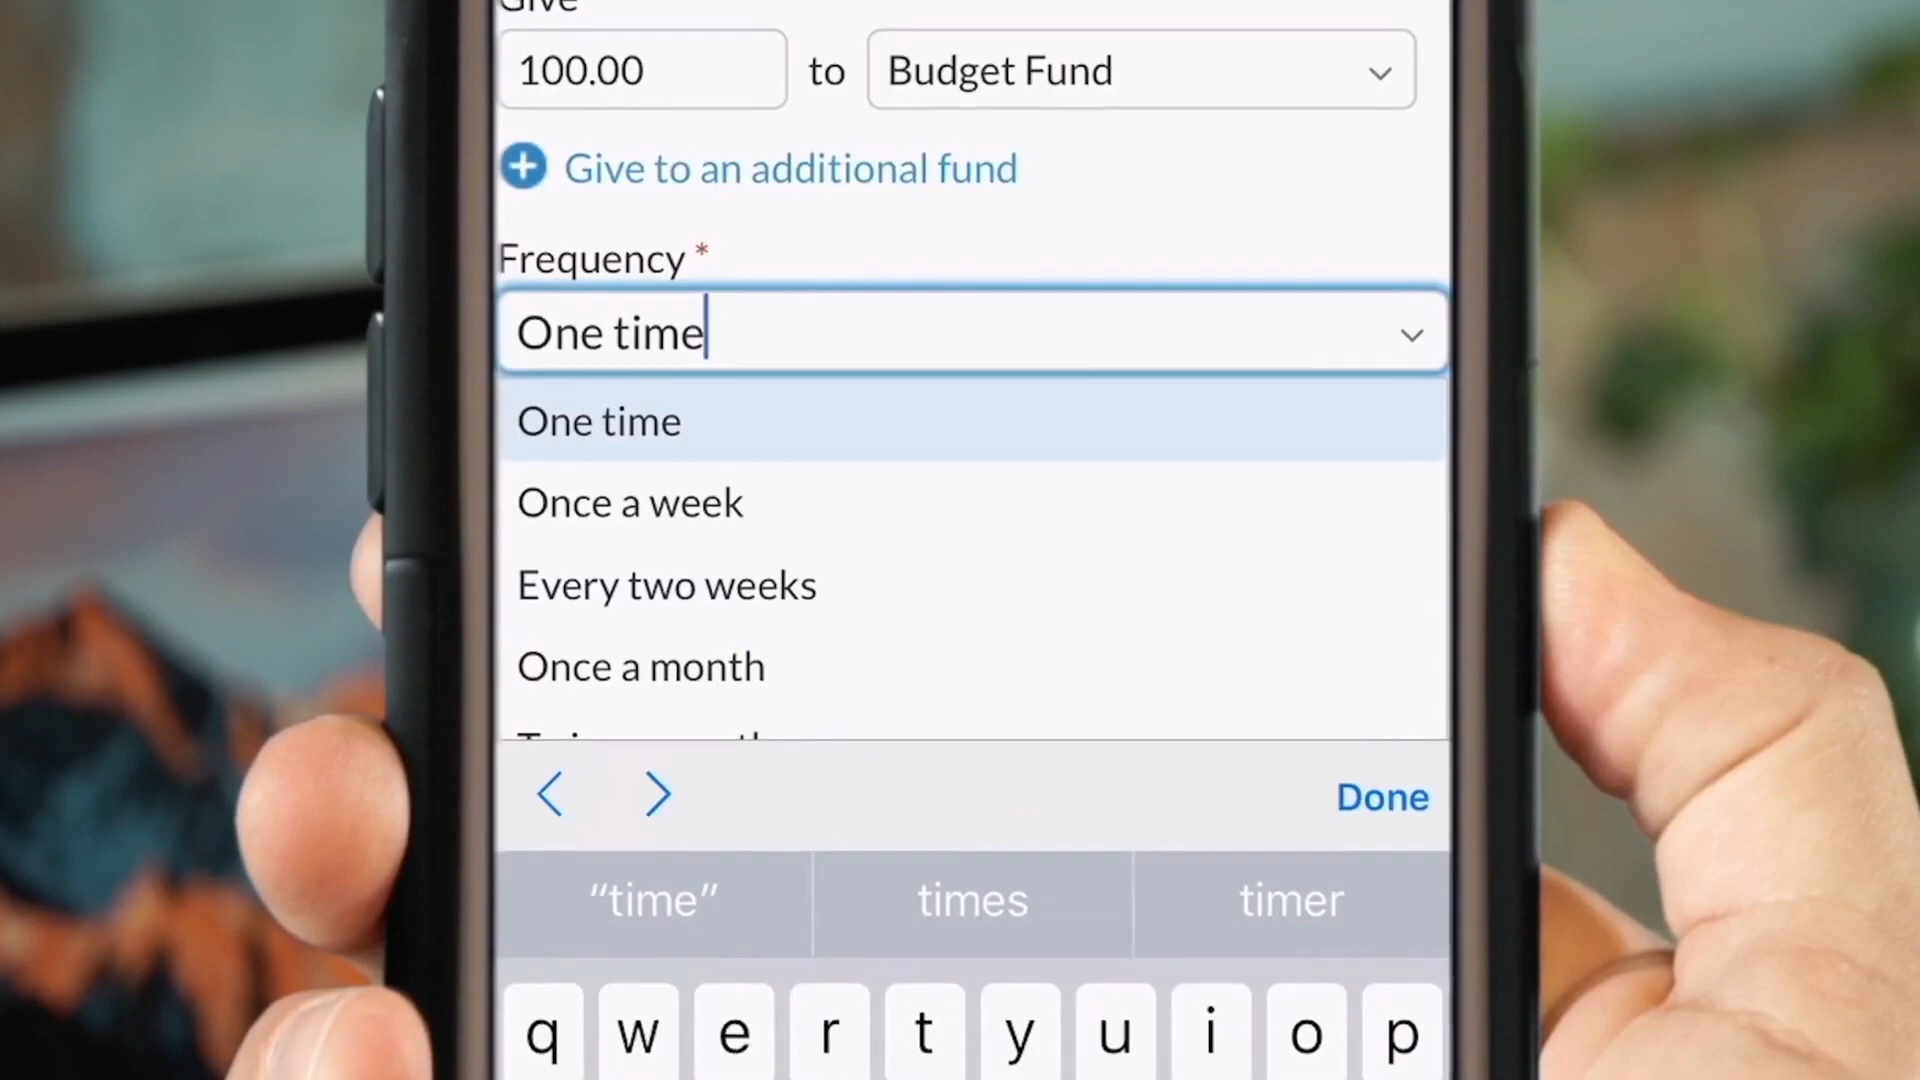 Give
100.00 to Budget Fund
Give to an additional fund
Frequency *
One time
One time
Once a week
Every two weeks
Once a month
Done
"time" times timer
q w e r t y u i o p